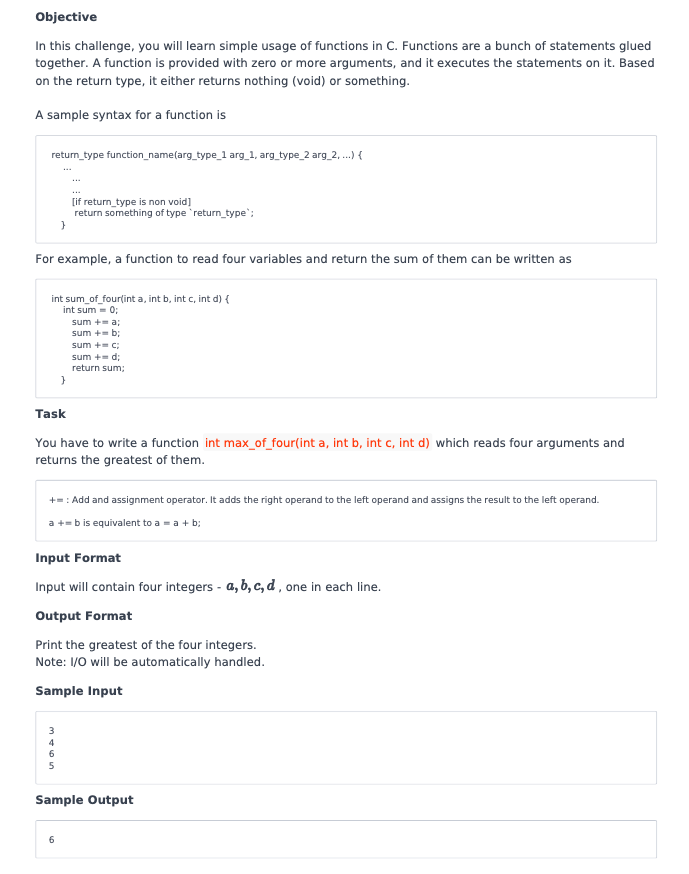 Objective
In this challenge, you will learn simple usage of functions in C. Functions are a bunch of statements glued
together. A function is provided with zero or more arguments, and it executes the statements on it. Based
on the return type, it either returns nothing (void) or something.
A sample syntax for a function is
return_type function_name(arg_type_1 arg_1, arg_type_2 arg_2, ...) {
...
...
...
[if return_type is non void]
return something of type `return_type`;
}
For example, a function to read four variables and return the sum of them can be written as
int sum_of_four(int a, int b, int c, int d) {
int sum = 0;
sum += a;
sum += b;
sum += c;
sum += d;
return sum;
}
Task
You have to write a function int max_of_four(int a, int b, int c, int d) which reads four arguments and
returns the greatest of them.
+= : Add and assignment operator. It adds the right operand to the left operand and assigns the result to the left operand.
a += b is equivalent to a = a + b;
Input Format
Input will contain four integers - a, b, c, d , one in each line.
Output Format
Print the greatest of the four integers.
Note: I/O will be automatically handled.
Sample Input
3
4
6
5
Sample Output
6